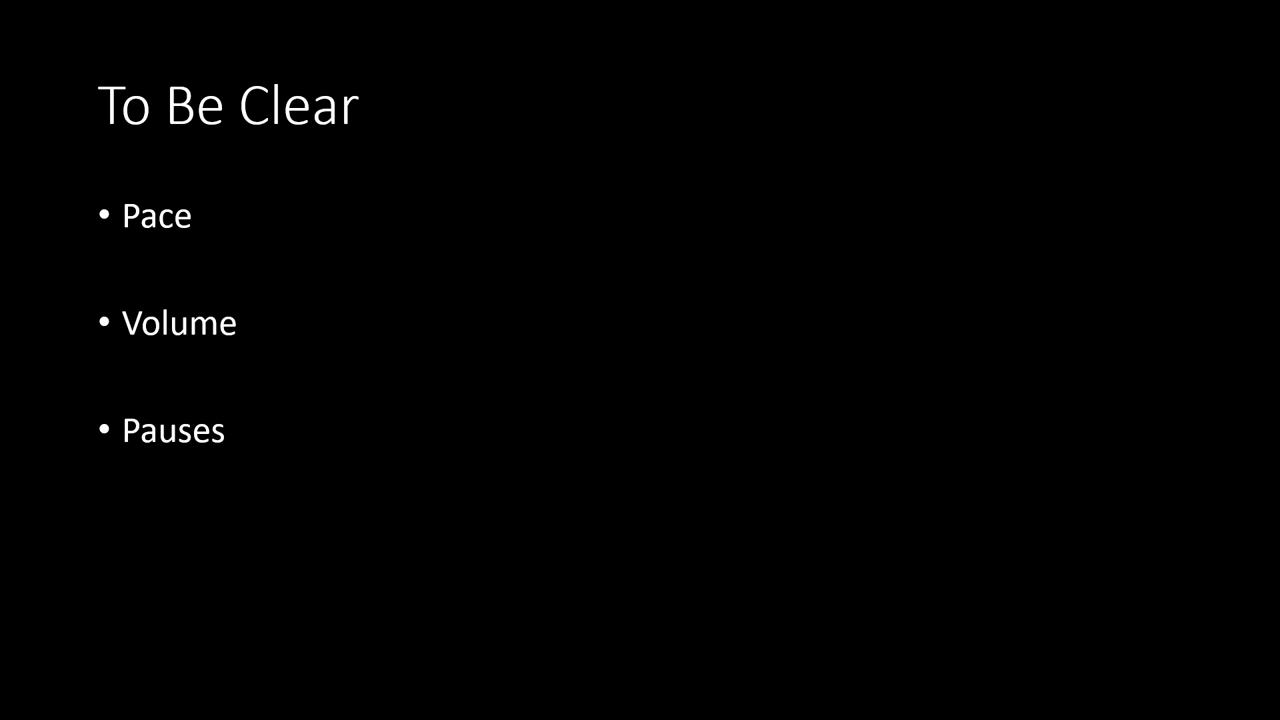 To Be Clear
• Pace
• Volume
• Pauses